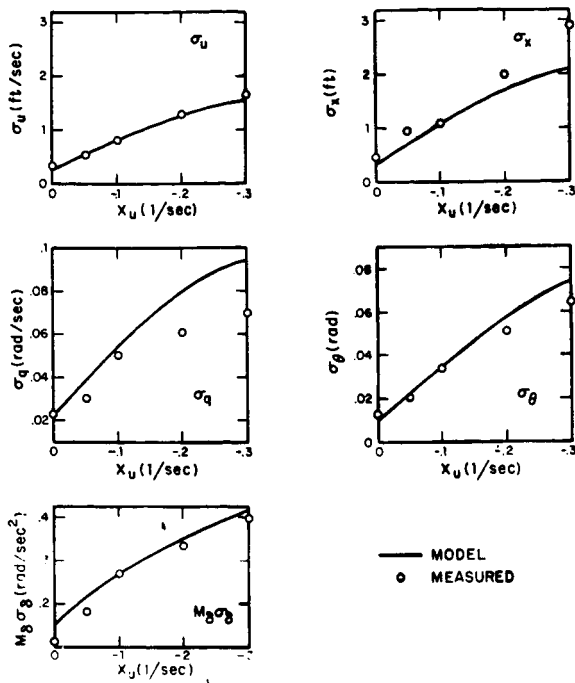 σu
σu (ft/sec)
3
2
1
0
0 -.1 -.2 -.3
Xu (1/sec)
σx
σx (ft)
3
2
1
0
0 -.1 -.2 -.3
Xu (1/sec)
σq
σq (rad/sec)
.1
.08
.06
.04
.02
0 -.1 -.2 -.3
Xu (1/sec)
σθ
σθ (rad)
.08
.06
.04
.02
0
0 -.1 -.2 -.3
Xu (1/sec)
Mδσδ
Mδσδ (rad/sec²)
.4
.2
0 -.1 -.2
Xu (1/sec)
MODEL
MEASURED